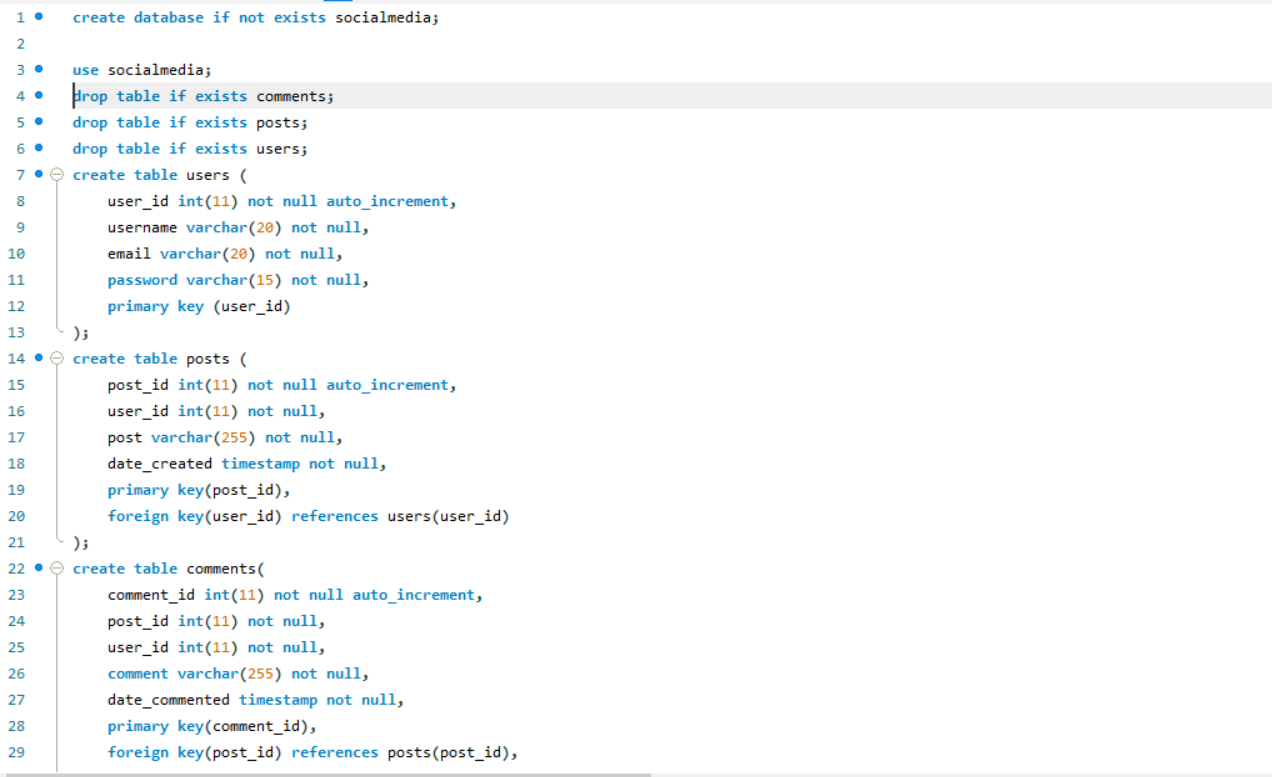 1 create database if not exists socialmedia;
2
3 use socialmedia;
4 drop table if exists comments;
5 drop table if exists posts;
6 drop table if exists users;
7 create table users (
8 user_id int(11) not null auto_increment,
9 username varchar(20) not null,
10 email varchar(20) not null,
11 password varchar(15) not null,
12 primary key (user_id)
13 );
14 create table posts (
15 post_id int(11) not null auto_increment,
16 user_id int(11) not null,
17 post varchar(255) not null,
18 date_created timestamp not null,
19 primary key(post_id),
20 foreign key(user_id) references users(user_id)
21 );
22 create table comments(
23 comment_id int(11) not null auto_increment,
24 post_id int(11) not null,
25 user_id int(11) not null,
26 comment varchar(255) not null,
27 date_commented timestamp not null,
28 primary key(comment_id),
29 foreign key(post_id) references posts(post_id),